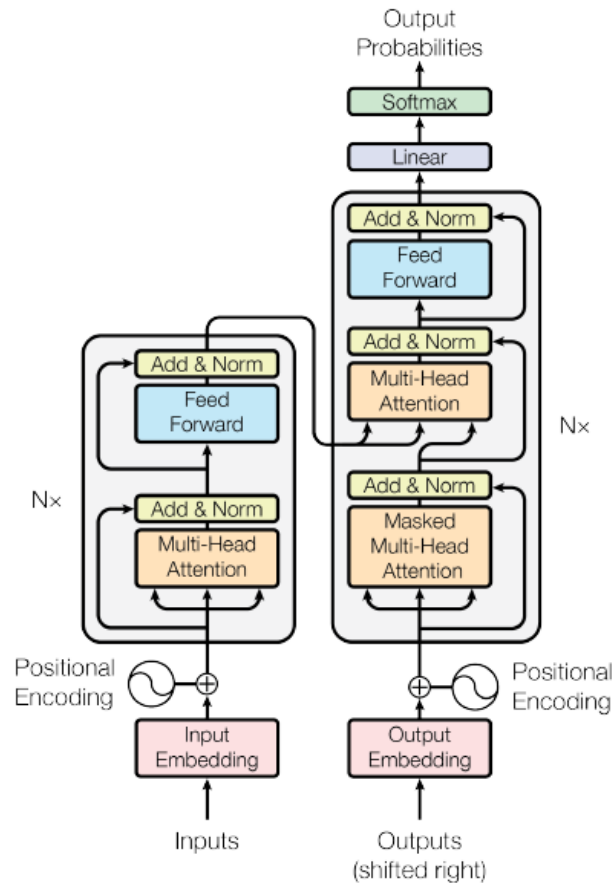 Output
Probabilities
Softmax
Linear
Add & Norm
Feed
Forward
Add & Norm
Multi-Head
Attention
Nx
Add & Norm
Masked
Multi-Head
Attention
Positional
Encoding
Output
Embedding
Outputs
(shifted right)
Add & Norm
Feed
Forward
Nx
Add & Norm
Multi-Head
Attention
Positional
Encoding
Input
Embedding
Inputs